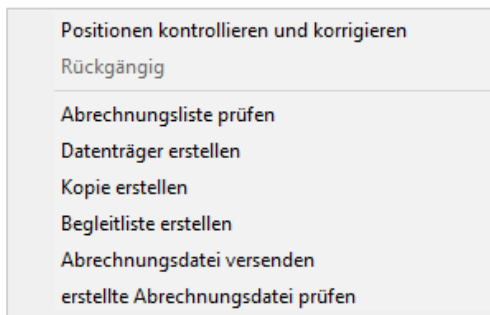 Positionen kontrollieren und korrigieren
Rückgängig
Abrechnungsliste prüfen
Datenträger erstellen
Kopie erstellen
Begleitliste erstellen
Abrechnungsdatei versenden
erstellte Abrechnungsdatei prüfen